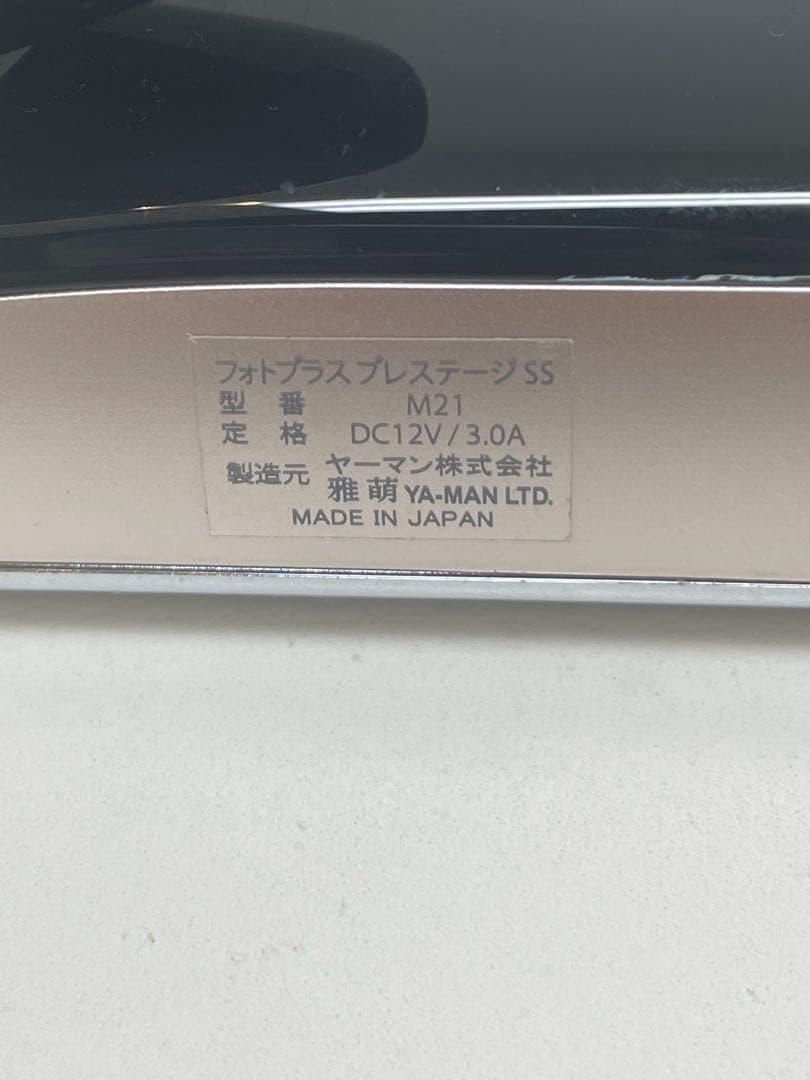 フォトプラス プレステージ SS
型 番 M21
定 格 DC12V / 3.0A
製造元 ヤーマン株式会社
雅 萌 YA-MAN LTD.
MADE IN JAPAN